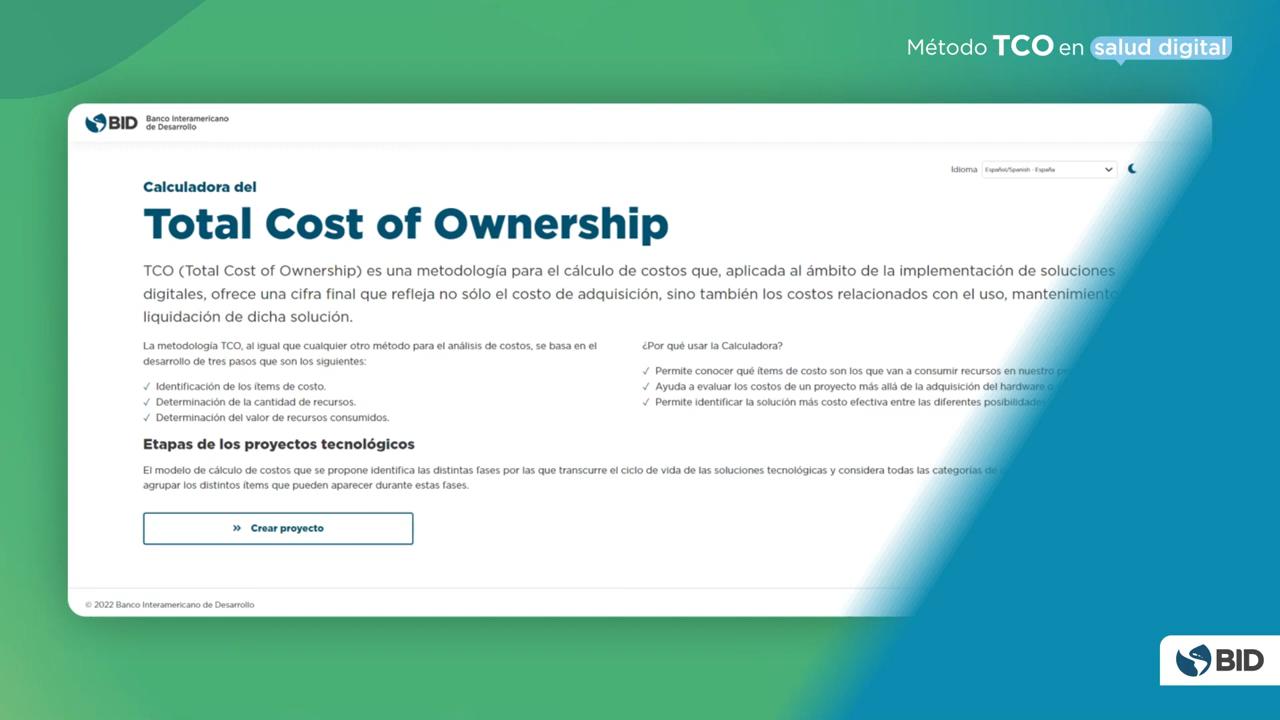 Método TCO en salud digital
BID
Banco Interamericano
de Desarrollo
Idioma
Español/Spanish - España
Calculadora del
Total Cost of Ownership
TCO (Total Cost of Ownership) es una metodología para el cálculo de costos que, aplicada al ámbito de la implementación de soluciones
digitales, ofrece una cifra final que refleja no sólo el costo de adquisición, sino también los costos relacionados con el uso, mantenimiento
liquidación de dicha solución.
La metodología TCO, al igual que cualquier otro método para el análisis de costos, se basa en el
desarrollo de tres pasos que son los siguientes:
✓ Identificación de los ítems de costo.
✓ Determinación de la cantidad de recursos.
✓ Determinación del valor de recursos consumidos.
¿Por qué usar la Calculadora?
✓ Permite conocer qué ítems de costo son los que van a consumir recursos en nuestro
✓ Ayuda a evaluar los costos de un proyecto más allá de la adquisición del hardware
✓ Permite identificar la solución más costo efectiva entre las diferentes posibilidades
Etapas de los proyectos tecnológicos
El modelo de cálculo de costos que se propone identifica las distintas fases por las que transcurre el ciclo de vida de las soluciones tecnológicas y considera todas las categorías
agrupar los distintos ítems que pueden aparecer durante estas fases.
» Crear proyecto
© 2022 Banco Interamericano de Desarrollo
BID